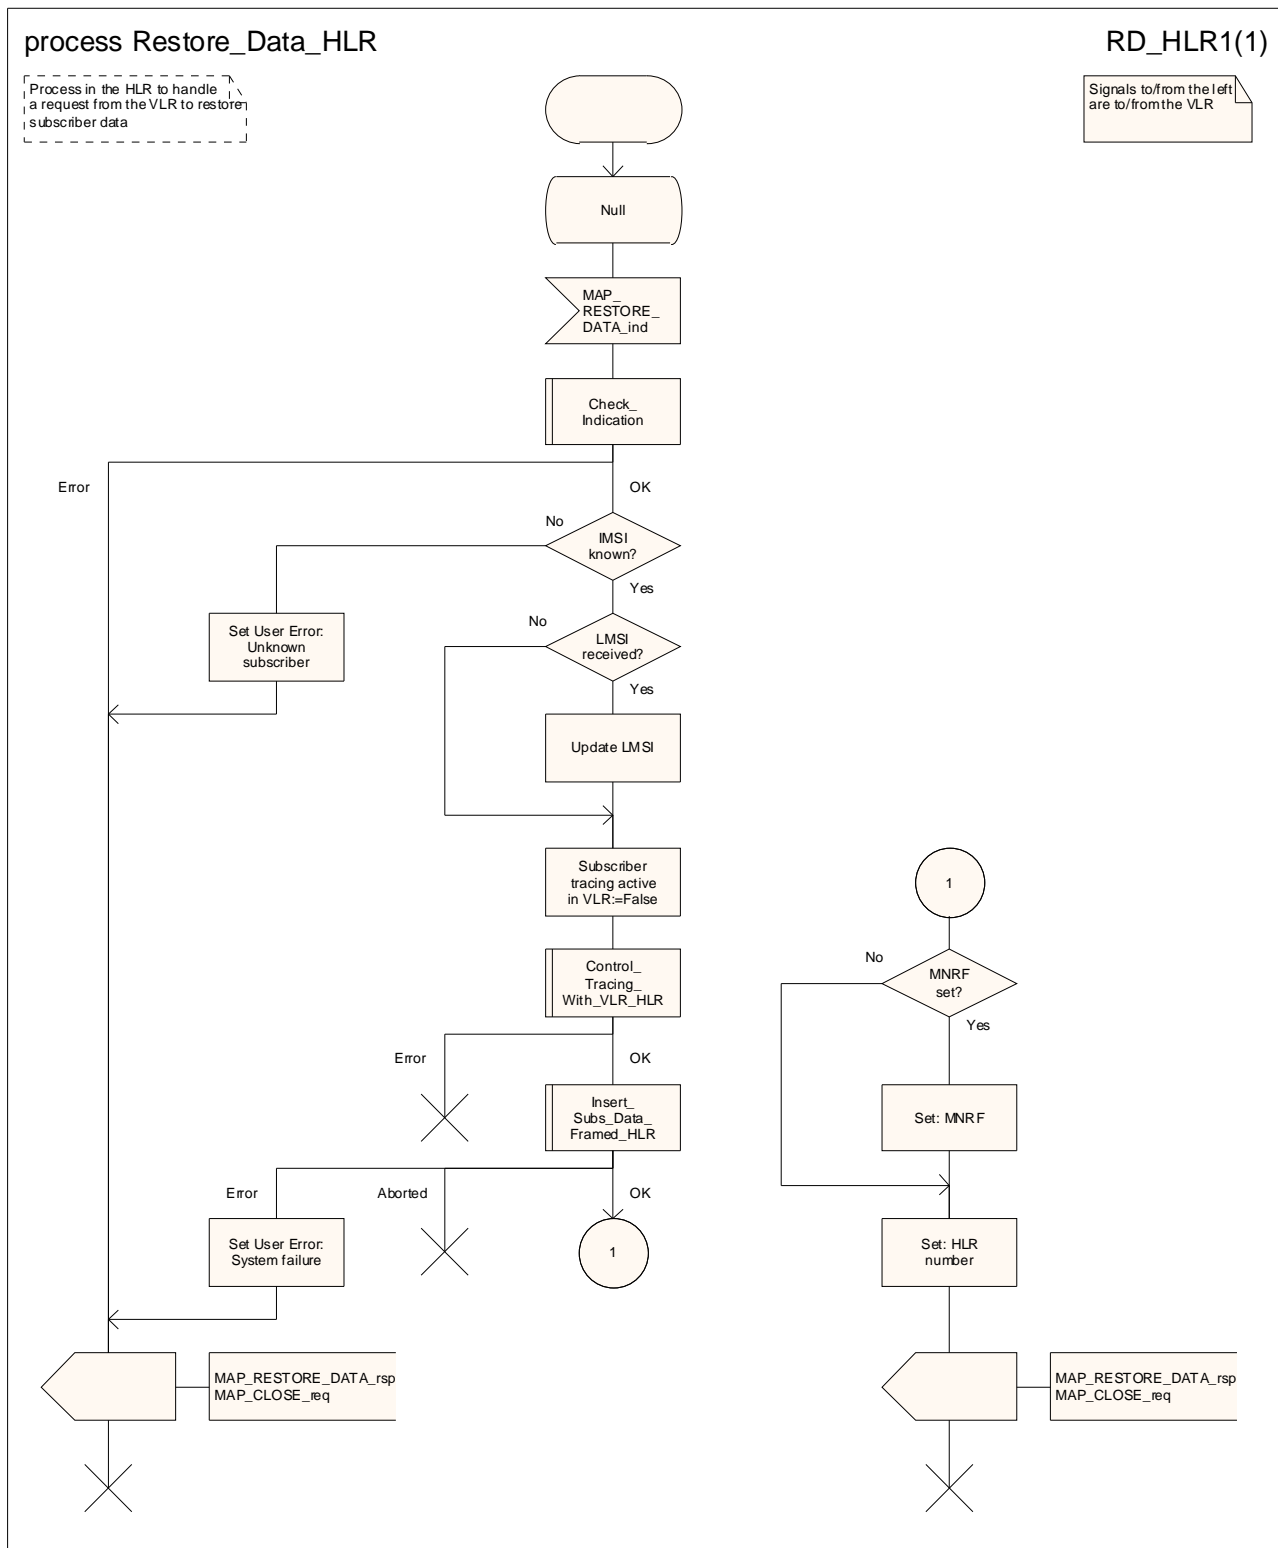 process Restore_Data_HLR
RD_HLR1(1)
Process in the HLR to handle
a request from the VLR to restore
subscriber data
Signals to/from the left
are to/from the VLR
Null
MAP_
RESTORE_
DATA_ind
Check_
Indication
Error
OK
No
IMSI
known?
Yes
Set User Error:
Unknown
subscriber
No
LMSI
received?
Yes
Update LMSI
Subscriber
tracing active
in VLR:=False
Control_
Tracing_
With_VLR_HLR
Error
OK
Insert_
Subs_Data_
Framed_HLR
Error
Aborted
OK
Set User Error:
System failure
1
MAP_RESTORE_DATA_rsp
MAP_CLOSE_req
1
No
MNRF
set?
Yes
Set: MNRF
Set: HLR
number
MAP_RESTORE_DATA_rsp
MAP_CLOSE_req